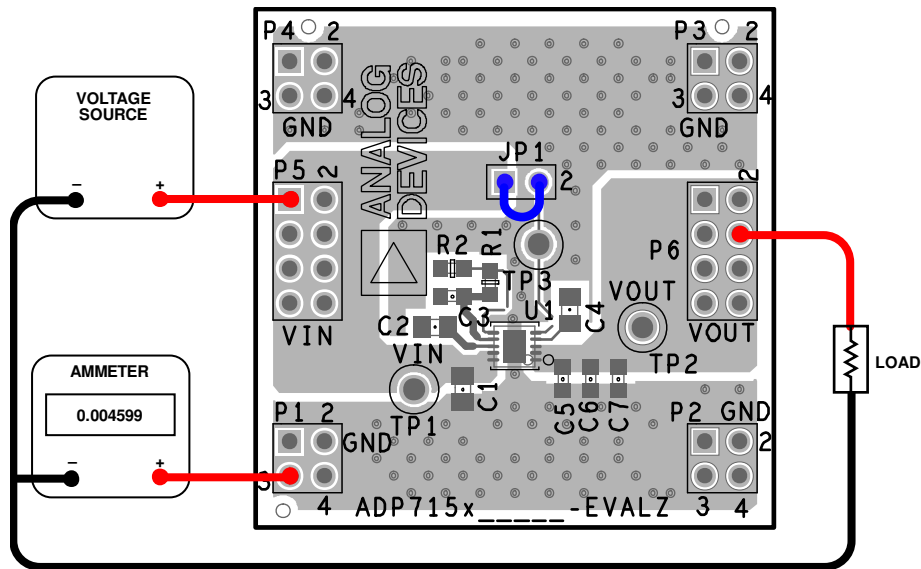 P4 2
3 4
GND
ANALOG
DEVICES
P3 2
3 4
GND
VOLTAGE
SOURCE
– +
P5 2
VIN
JP1
2
P6 2
VOUT
R2 R1
TP3
C2 C3 U1 C4
VOUT
TP2
VIN
TP1
C1
C5 C6 C7
LOAD
AMMETER
0.004599
– +
P1 2
GND
4
P2 GND
2
3 4
ADP715x_____-EVALZ